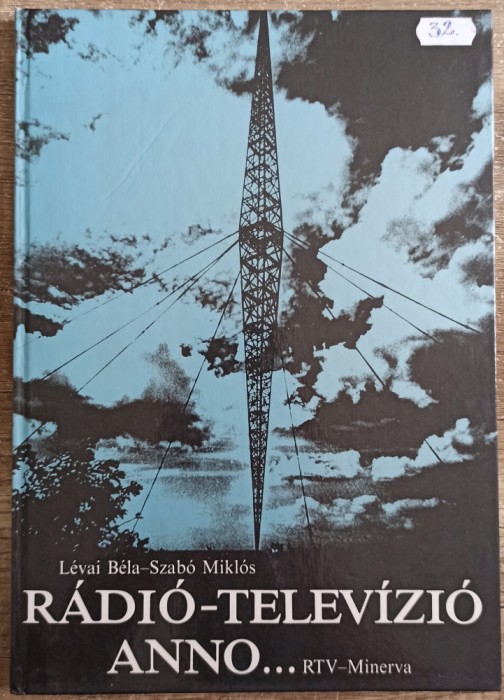 32.
Lévai Béla–Szabó Miklós
RÁDIÓ-TELEVÍZIÓ
ANNO... RTV–Minerva